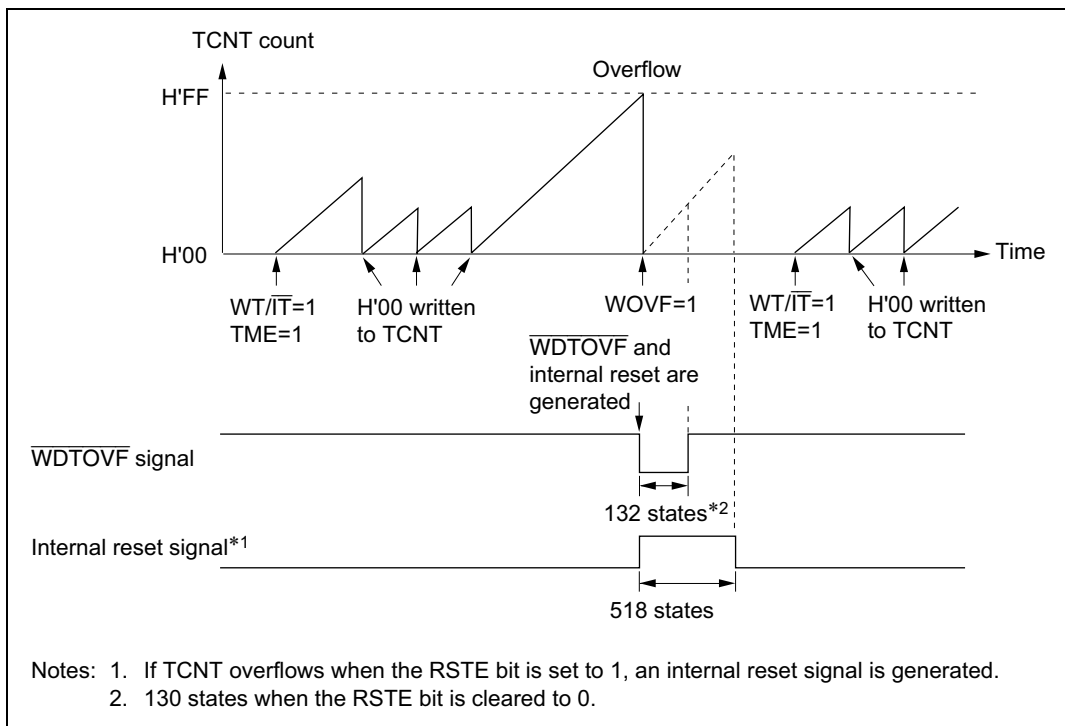 TCNT count
Overflow
H'FF
H'00
Time
WT/IT=1
TME=1
H'00 written
to TCNT
WOVF=1
WT/IT=1
TME=1
H'00 written
to TCNT
WDTOVF and
internal reset are
generated
WDTOVF signal
132 states*2
Internal reset signal*1
518 states
Notes: 1. If TCNT overflows when the RSTE bit is set to 1, an internal reset signal is generated.
2. 130 states when the RSTE bit is cleared to 0.